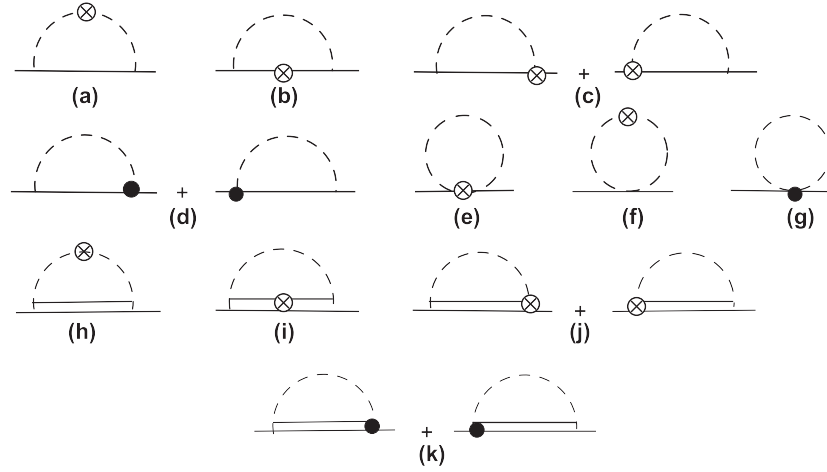 (a) (b) + (c)
+ (d) (e) (f) (g)
(h) (i) + (j)
+ (k)